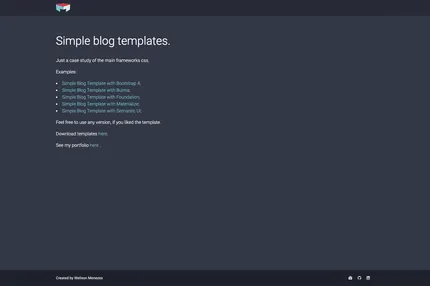 Simple blog templates.
Just a case study of the main frameworks css.
Examples:
Simple Blog Template with Bootstrap 4.
Simple Blog Template with Bulma.
Simple Blog Template with Foundation.
Simple Blog Template with Materialize.
Simple Blog Template with Semantic UI.
Feel free to use any version, if you liked the template.
Download templates here.
See my portfolio here.
Created by Welison Menezes